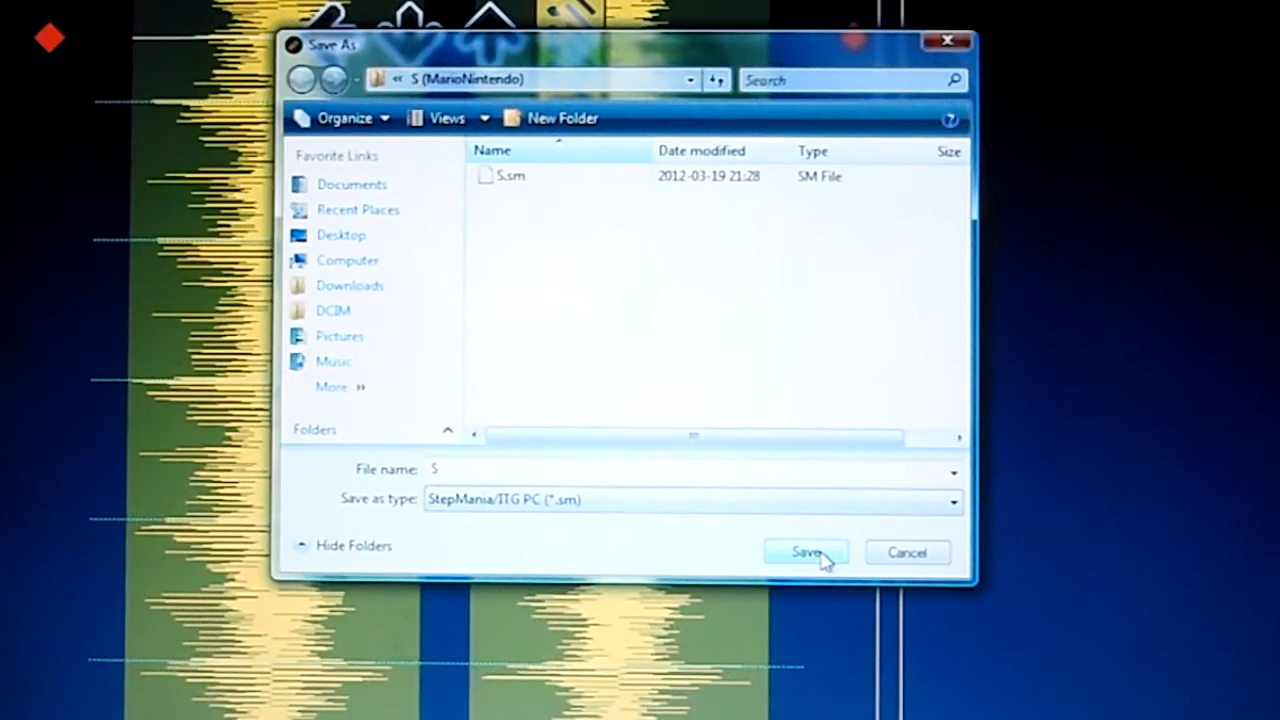 Save As
« S (MarioNintendo)
Search
Organize Views New Folder
Favorite Links
Documents
Recent Places
Desktop
Computer
Downloads
DCIM
Pictures
Music
More »
Folders
Name Date modified Type Size
S.sm 2012-03-19 21:28 SM File
File name: S
Save as type: StepMania/ITG PC (*.sm)
Hide Folders
Save Cancel